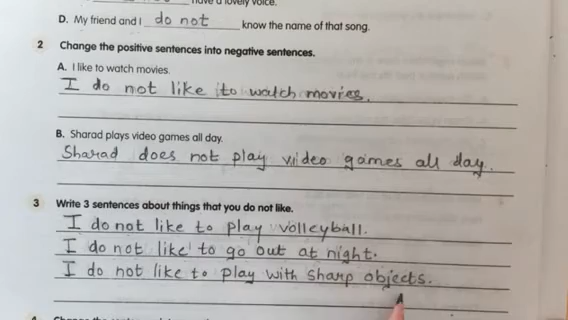 have a lovely voice.
D. My friend and I do not know the name of that song.
2 Change the positive sentences into negative sentences.
A. I like to watch movies.
I do not like to watch movies.
B. Sharad plays video games all day.
Sharad does not play video games all day.
3 Write 3 sentences about things that you do not like.
I do not like to play volleyball.
I do not like to go out at night.
I do not like to play with sharp objects.